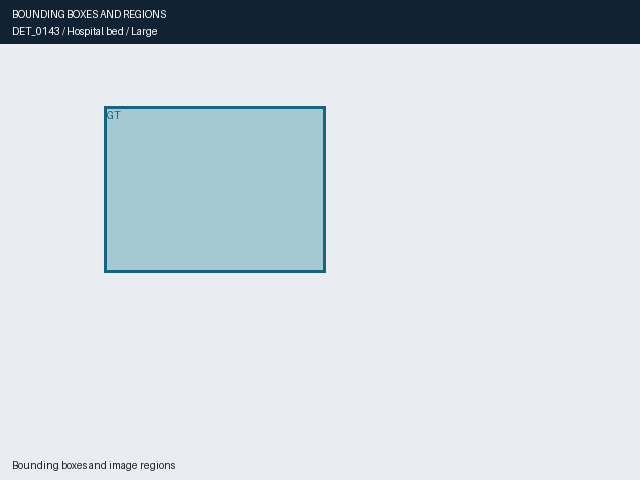 BOUNDING BOXES AND REGIONS
DET_0143 / Hospital bed / Large
GT
Bounding boxes and image regions